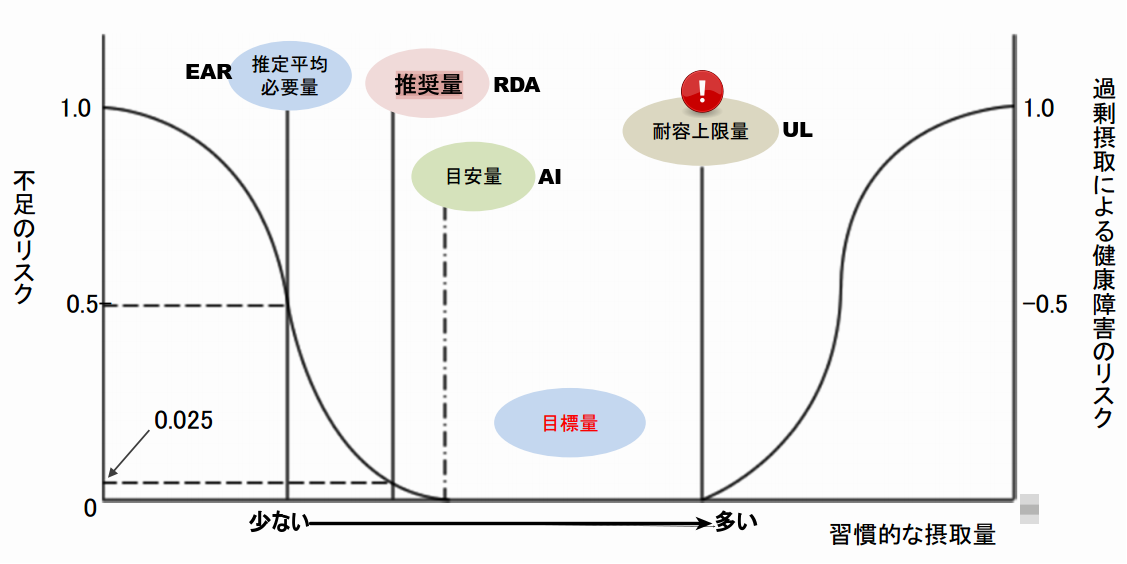 EAR
推定平均
必要量
推奨量
RDA
目安量
AI
!
耐容上限量
UL
1.0
0.5
0.025
0
不足のリスク
1.0
-0.5
過剰摂取による健康障害のリスク
目標量
少ない
多い
習慣的な摂取量